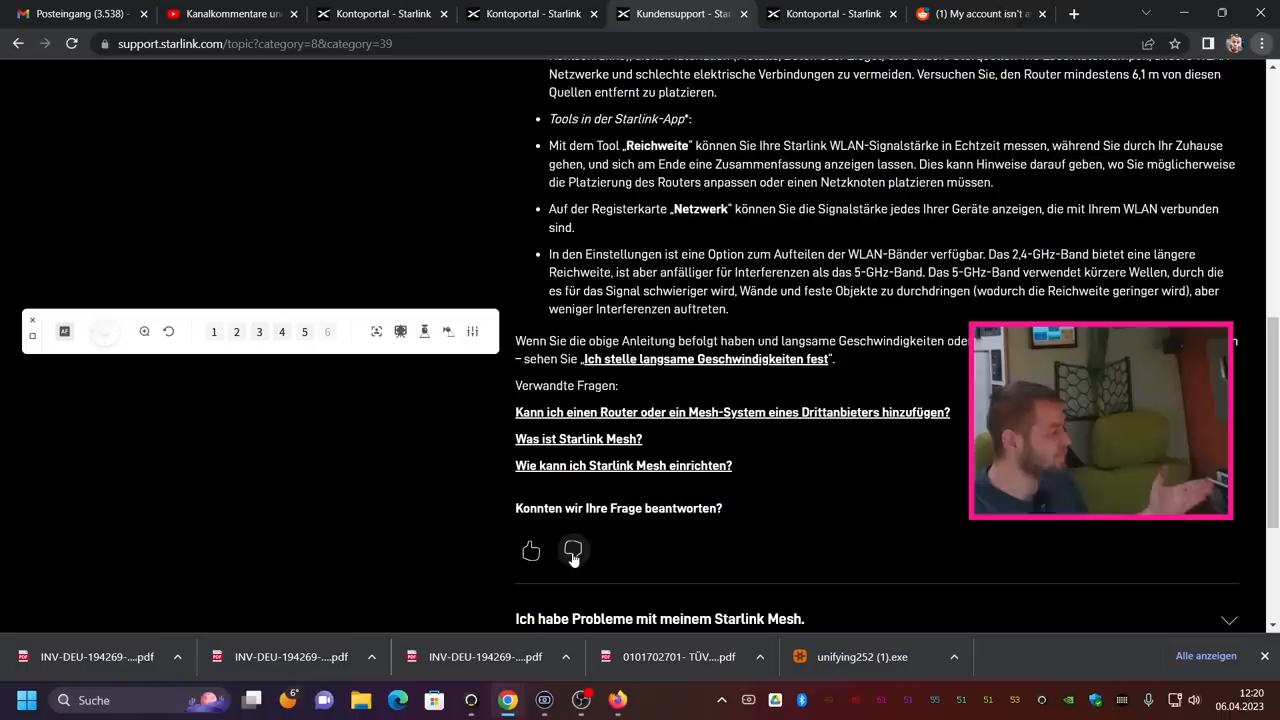 Posteingang (3.538) -
Kanalkommentare un
Kontoportal - Starlink
Kontoportal - Starlink
Kundensupport - Sta
Kontoportal - Starlink
(1) My account isn't a
support.starlink.com/topic?category=8&category=39
Netzwerke und schlechte elektrische Verbindungen zu vermeiden. Versuchen Sie, den Router mindestens 6,1 m von diesen
Quellen entfernt zu platzieren.
Tools in der Starlink-App*:
Mit dem Tool „Reichweite“ können Sie Ihre Starlink WLAN-Signalstärke in Echtzeit messen, während Sie durch Ihr Zuhause
gehen, und sich am Ende eine Zusammenfassung anzeigen lassen. Dies kann Hinweise darauf geben, wo Sie möglicherweise
die Platzierung des Routers anpassen oder einen Netzknoten platzieren müssen.
Auf der Registerkarte „Netzwerk“ können Sie die Signalstärke jedes Ihrer Geräte anzeigen, die mit Ihrem WLAN verbunden
sind.
In den Einstellungen ist eine Option zum Aufteilen der WLAN-Bänder verfügbar. Das 2,4-GHz-Band bietet eine längere
Reichweite, ist aber anfälliger für Interferenzen als das 5-GHz-Band. Das 5-GHz-Band verwendet kürzere Wellen, durch die
es für das Signal schwieriger wird, Wände und feste Objekte zu durchdringen (wodurch die Reichweite geringer wird), aber
weniger Interferenzen auftreten.
AF
1 2 3 4 5 6
Wenn Sie die obige Anleitung befolgt haben und langsame Geschwindigkeiten ode
– sehen Sie „Ich stelle langsame Geschwindigkeiten fest“.
Verwandte Fragen:
Kann ich einen Router oder ein Mesh-System eines Drittanbieters hinzufügen?
Was ist Starlink Mesh?
Wie kann ich Starlink Mesh einrichten?
Konnten wir Ihre Frage beantworten?
Ich habe Probleme mit meinem Starlink Mesh.
INV-DEU-194269-....pdf
INV-DEU-194269-....pdf
INV-DEU-194269-....pdf
0101702701- TÜV....pdf
unifying252 (1).exe
Alle anzeigen
Suche
6°
61 51 55 51 51 53
12:20
06.04.2023